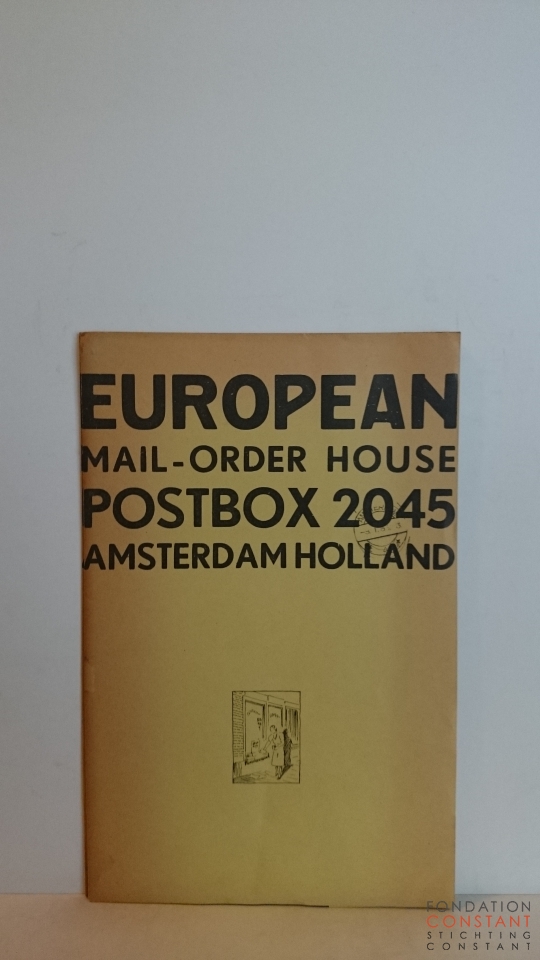 EUROPEAN
MAIL-ORDER HOUSE
POSTBOX 2045
AMSTERDAM HOLLAND
FONDATION
CONSTANT
STICHTING
CONSTANT